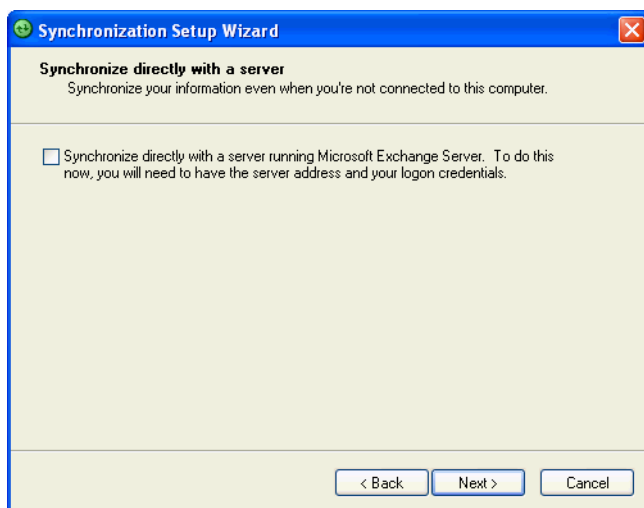 Synchronization Setup Wizard
Synchronize directly with a server
Synchronize your information even when you're not connected to this computer.
Synchronize directly with a server running Microsoft Exchange Server.  To do this
now, you will need to have the server address and your logon credentials.
< Back Next > Cancel